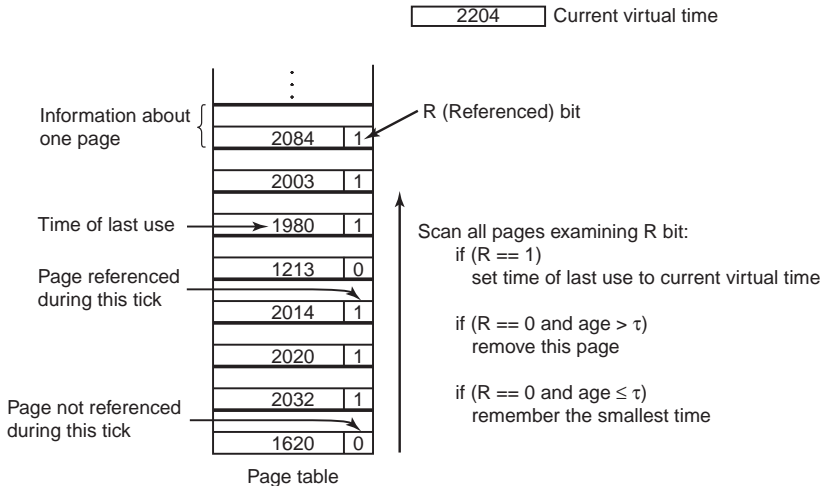 2204 Current virtual time
Information about
one page
R (Referenced) bit
2084 1
2003 1
Time of last use
1980 1
1213 0
Page referenced
during this tick
2014 1
2020 1
2032 1
Page not referenced
during this tick
1620 0
Page table
Scan all pages examining R bit:
if (R == 1)
set time of last use to current virtual time
if (R == 0 and age > τ)
remove this page
if (R == 0 and age ≤ τ)
remember the smallest time